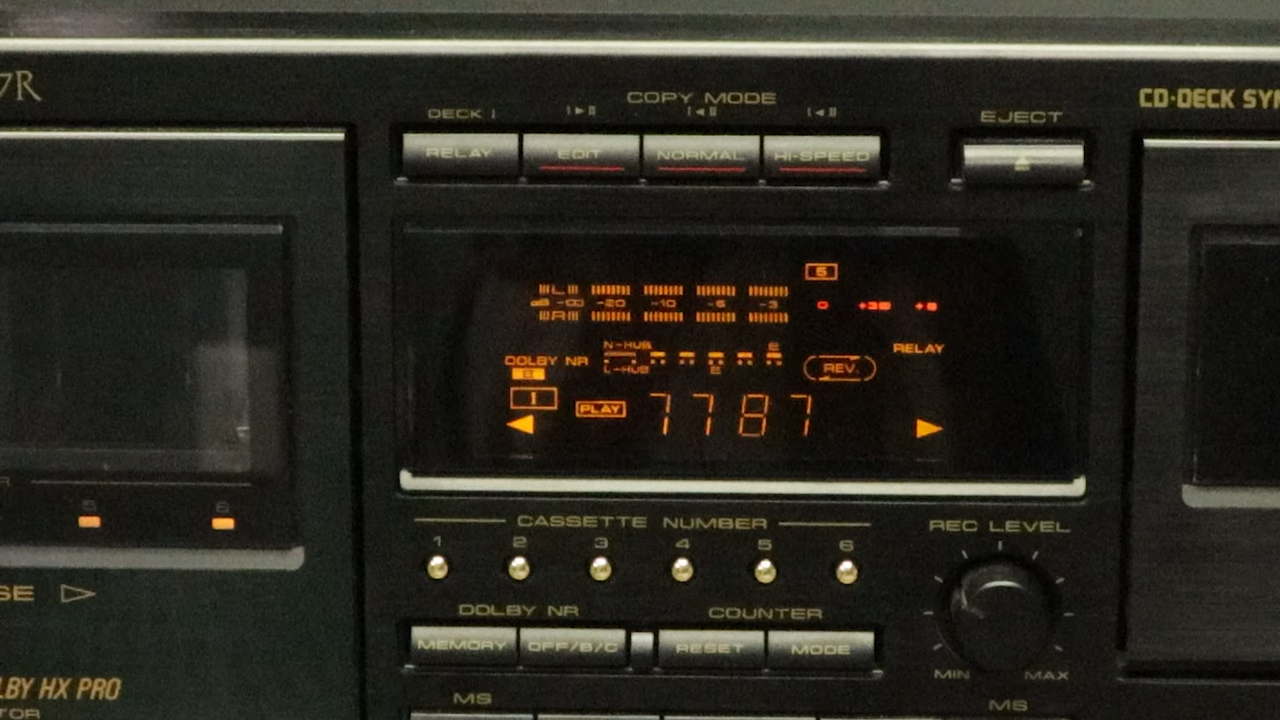 7R
COPY MODE
DECK I
CD·DECK SY
EJECT
RELAY EDIT NORMAL HI-SPEED
5
L
-∞ -20 -10 -6 -3 0 +8
R
N-HUB
RELAY
DOLBY NR
L-HUB
REV.
B
I
PLAY 7787
5 6
CASSETTE NUMBER
REC LEVEL
1 2 3 4 5 6
SE
DOLBY NR COUNTER
MEMORY OFF/B/C RESET MODE
MIN MAX
LBY HX PRO
MS MS
TOR